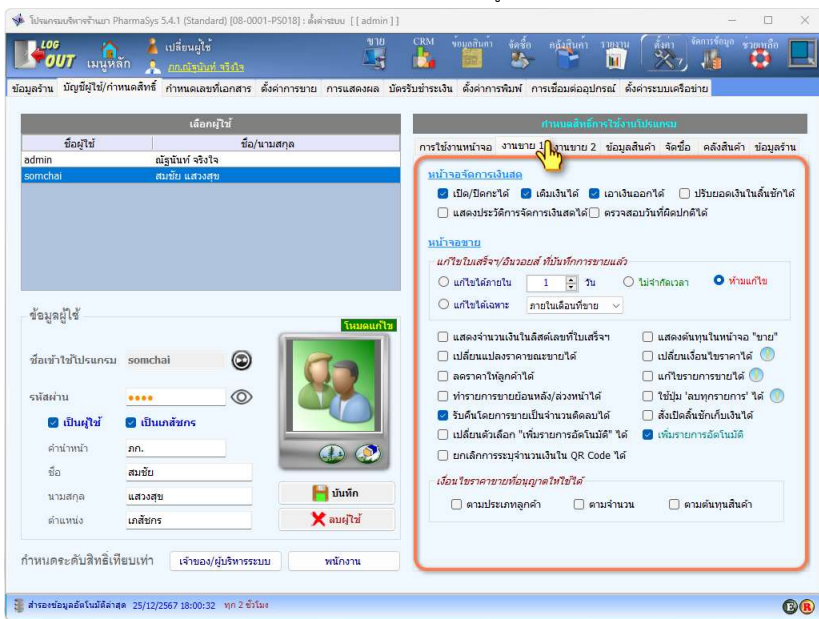 โปรแกรมบริหารร้านยา PharmaSys 5.4.1 (Standard) [08-0001-PS018] : ตั้งค่าระบบ [ [ admin ] ]
LOG OUT เมนูหลัก เปลี่ยนผู้ใช้ ขาย CRM ขอบสินค้า จัดซื้อ คลังสินค้า รายงาน ตั้งค่า จัดการข้อมูล ช่วยเหลือ
ภก.ณัฐนันท์ จริงใจ
ข้อมูลร้าน บัญชีผู้ใช้/กำหนดสิทธิ์ กำหนดเลขที่เอกสาร ตั้งค่าการขาย การแสดงผล บัตรรับชำระเงิน ตั้งค่าการพิมพ์ การเชื่อมต่ออุปกรณ์ ตั้งค่าระบบเครือข่าย
เลือกผู้ใช้
ชื่อผู้ใช้ ชื่อ/นามสกุล
admin ณัฐนันท์ จริงใจ
somchai สมชัย แสวงสุข
ข้อมูลผู้ใช้
โหมดแก้ไข
ชื่อเข้าใช้โปรแกรม somchai
รหัสผ่าน ••••
เป็นผู้ใช้ เป็นเภสัชกร
คำนำหน้า ภก.
ชื่อ สมชัย
นามสกุล แสวงสุข
ตำแหน่ง เภสัชกร
บันทึก
ลบผู้ใช้
กำหนดระดับสิทธิ์เทียบเท่า เจ้าของ/ผู้บริหารระบบ พนักงาน
กำหนดสิทธิ์การใช้งานโปรแกรม
การใช้งานหน้าจอ งานขาย 1 งานขาย 2 ข้อมูลสินค้า จัดซื้อ คลังสินค้า ข้อมูลร้าน
หน้าจอจัดการเงินสด
เปิด/ปิดกะได้ เติมเงินได้ เอาเงินออกได้ ปรับยอดเงินในลิ้นชักได้
แสดงประวัติการจัดการเงินสดได้ ตรวจสอบวันที่ผิดปกติได้
หน้าจอขาย
แก้ไขใบเสร็จฯ/อินวอยส์ ที่บันทึกการขายแล้ว
แก้ไขได้ภายใน 1 วัน ไม่จำกัดเวลา ห้ามแก้ไข
แก้ไขได้เฉพาะ ภายในเดือนที่ขาย
แสดงจำนวนเงินในลิสต์เลขที่ใบเสร็จฯ แสดงต้นทุนในหน้าจอ "ขาย"
เปลี่ยนแปลงราคาขณะขายได้ เปลี่ยนเงื่อนไขราคาได้
ลดราคาให้ลูกค้าได้ แก้ไขรายการขายได้
ทำรายการขายย้อนหลัง/ล่วงหน้าได้ ใช้ปุ่ม 'ลบทุกรายการ' ได้
รับคืนโดยการขายเป็นจำนวนติดลบได้ สั่งเปิดลิ้นชักเก็บเงินได้
เปลี่ยนตัวเลือก "เพิ่มรายการอัตโนมัติ" ได้ เพิ่มรายการอัตโนมัติ
ยกเลิกการระบุจำนวนเงินใน QR Code ได้
เงื่อนไขราคาขายที่อนุญาตให้ใช้ได้
ตามประเภทลูกค้า ตามจำนวน ตามต้นทุนสินค้า
สำรองข้อมูลอัตโนมัติล่าสุด 25/12/2567 18:00:32 ทุก 2 ชั่วโมง
E R